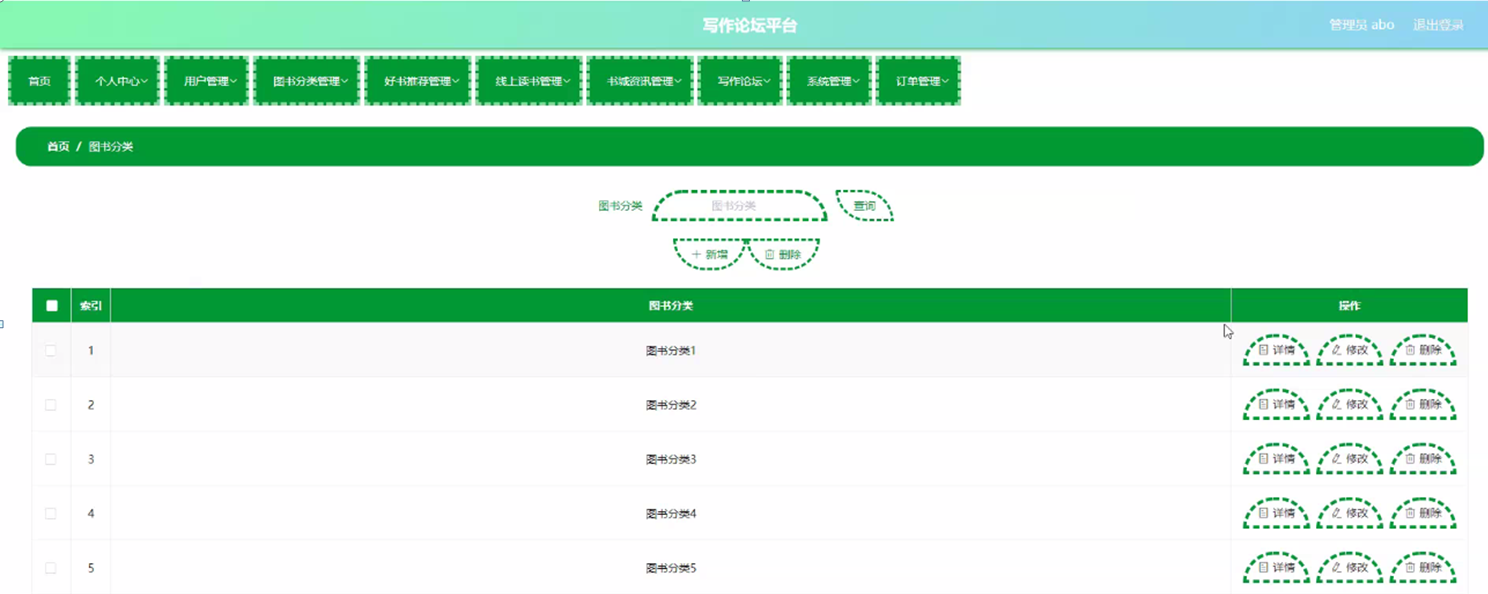 写作论坛平台
管理员 abo 退出登录
首页 个人中心 用户管理 图书分类管理 好书推荐管理 线上读书管理 书城资讯管理 写作论坛 系统管理 订单管理
首页 / 图书分类
图书分类 图书分类 查询
新增 删除
索引 图书分类 操作
1 图书分类1 详情 修改 删除
2 图书分类2 详情 修改 删除
3 图书分类3 详情 修改 删除
4 图书分类4 详情 修改 删除
5 图书分类5 详情 修改 删除